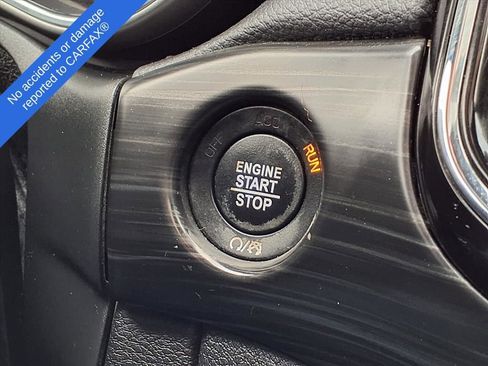 No accidents or damage
reported to CARFAX®
OFF ACC RUN
ENGINE
START
STOP